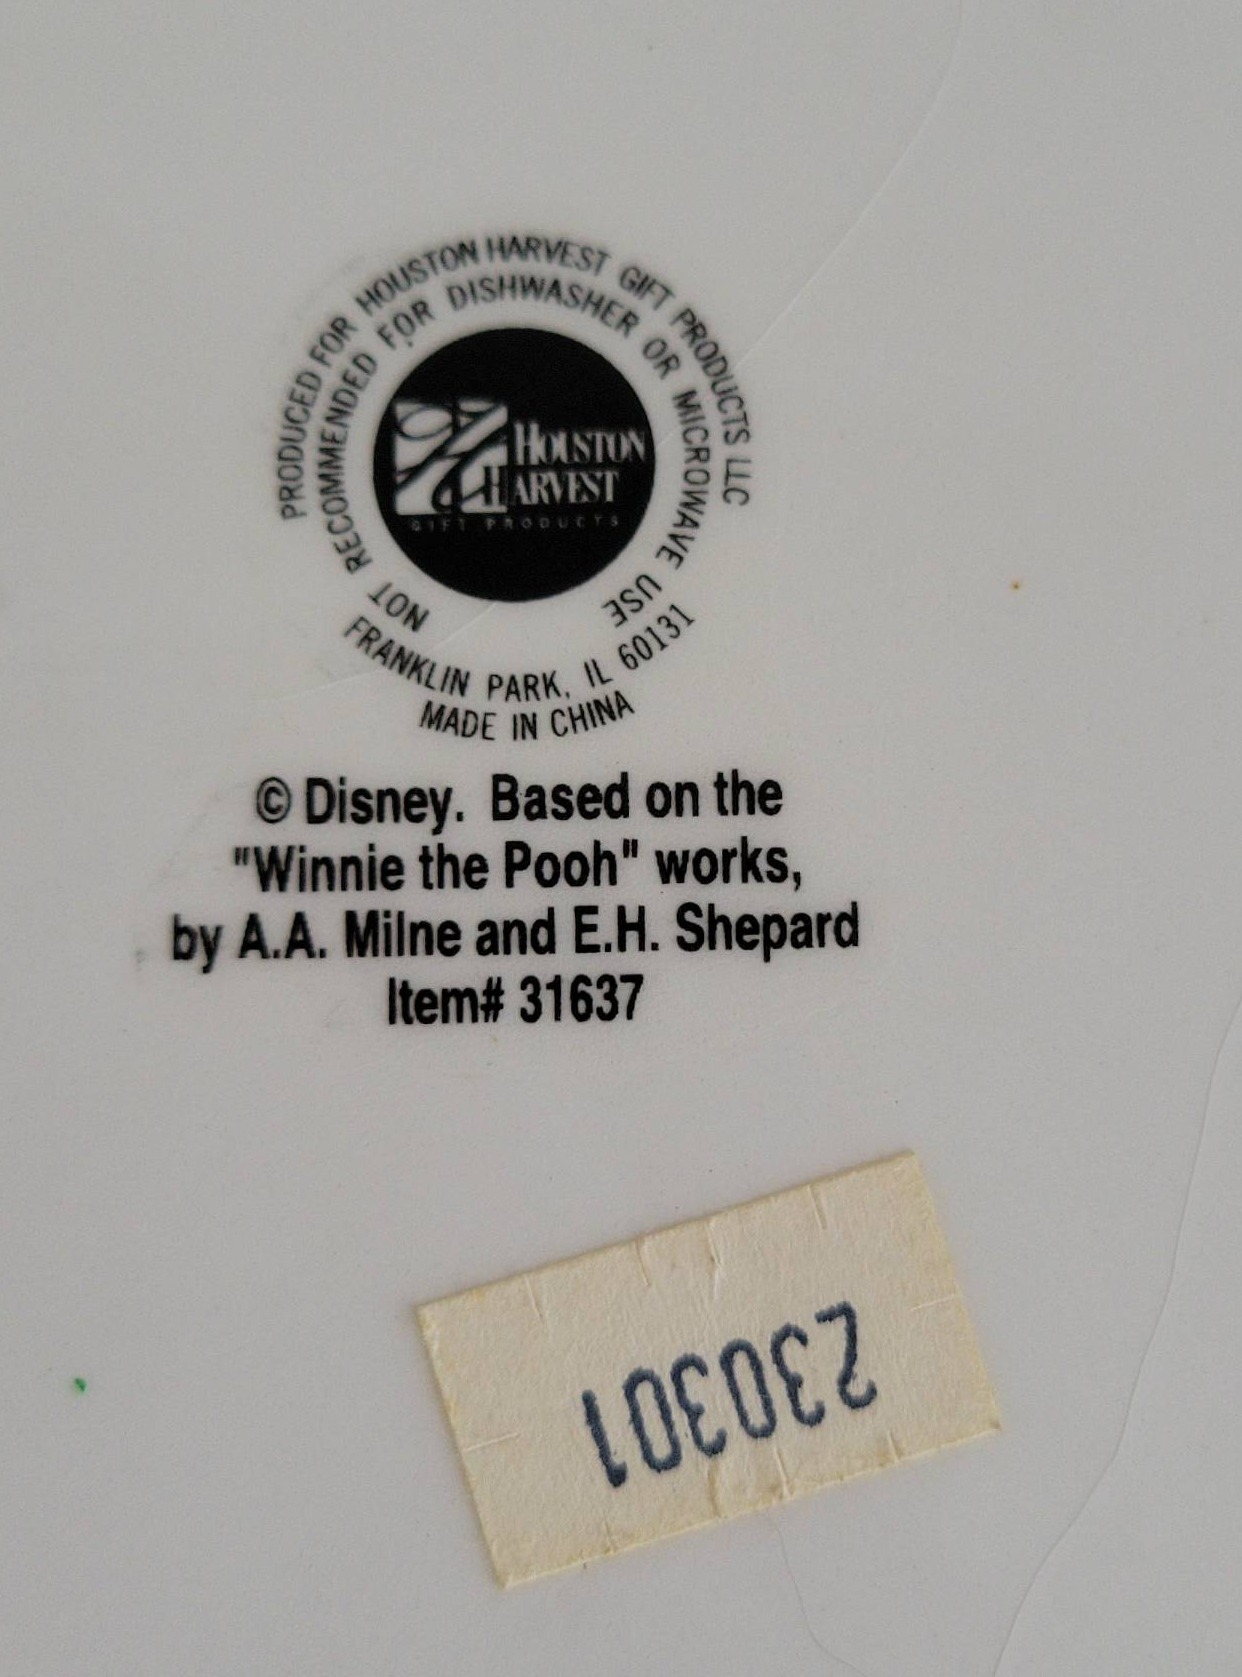 PRODUCED FOR HOUSTON HARVEST GIFT PRODUCTS LLC
NOT RECOMMENDED FOR DISHWASHER OR MICROWAVE USE
HOUSTON
HARVEST
GIFT PRODUCTS
FRANKLIN PARK, IL 60131
MADE IN CHINA
© Disney. Based on the
"Winnie the Pooh" works,
by A.A. Milne and E.H. Shepard
Item# 31637
230301